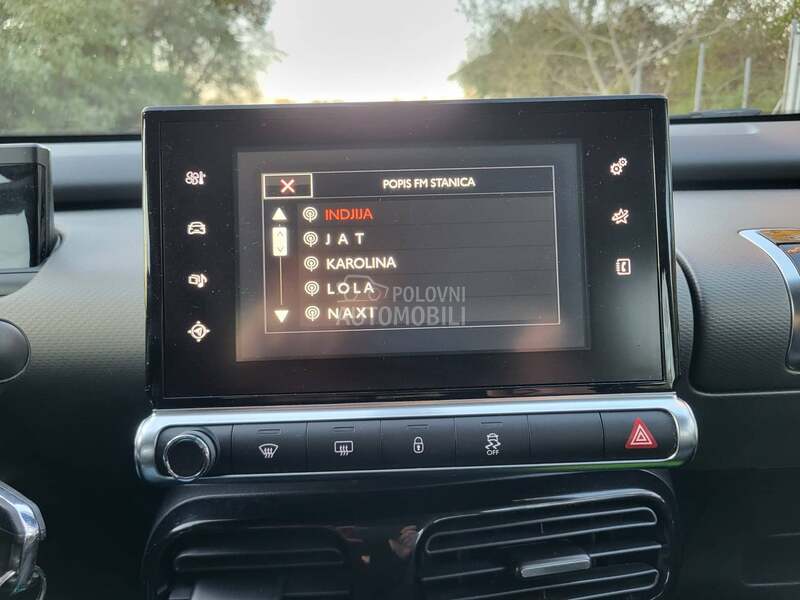 POPIS FM STANICA
INDJIJA
J A T
KAROLINA
L O L A
NAXI
POLOVNI
AUTOMOBILI
OFF